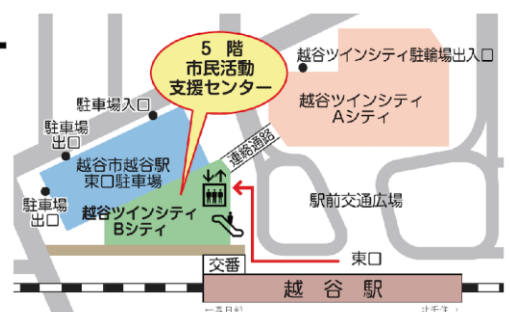 5 階
市民活動
支援センター
越谷ツインシティ駐輪場出入口
越谷ツインシティ
Aシティ
駐車場入口
駐車場
出口
連絡通路
越谷市越谷駅
東口駐車場
駐車場
出口
越谷ツインシティ
Bシティ
駅前交通広場
交番
東口
越谷駅